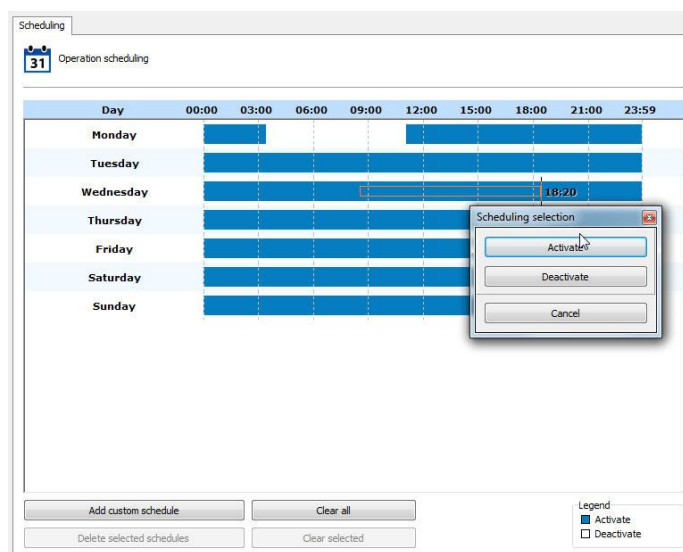 Scheduling
31 Operation scheduling
Day 00:00 03:00 06:00 09:00 12:00 15:00 18:00 21:00 23:59
Monday
Tuesday
Wednesday 18:20
Thursday
Friday
Saturday
Sunday
Scheduling selection
Activate
Deactivate
Cancel
Add custom schedule Clear all
Delete selected schedules Clear selected
Legend
Activate
Deactivate